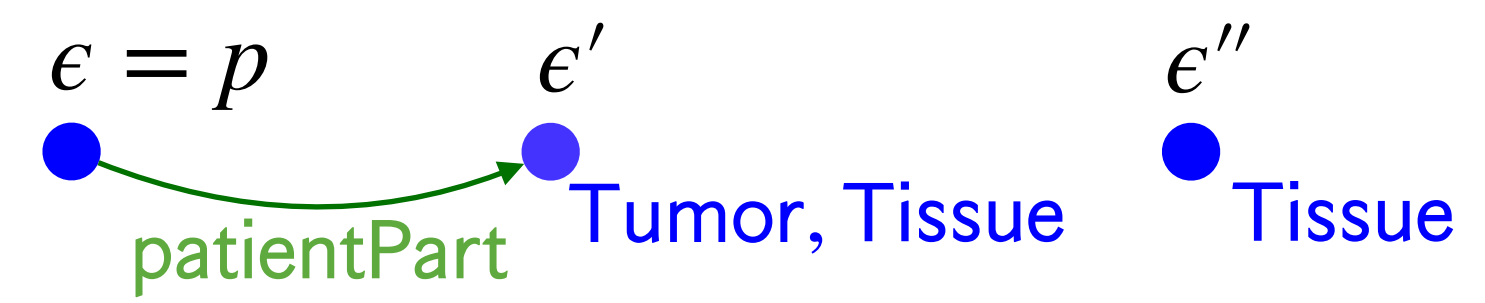 ϵ = p ϵ′ ϵ″
patientPart Tumor, Tissue Tissue